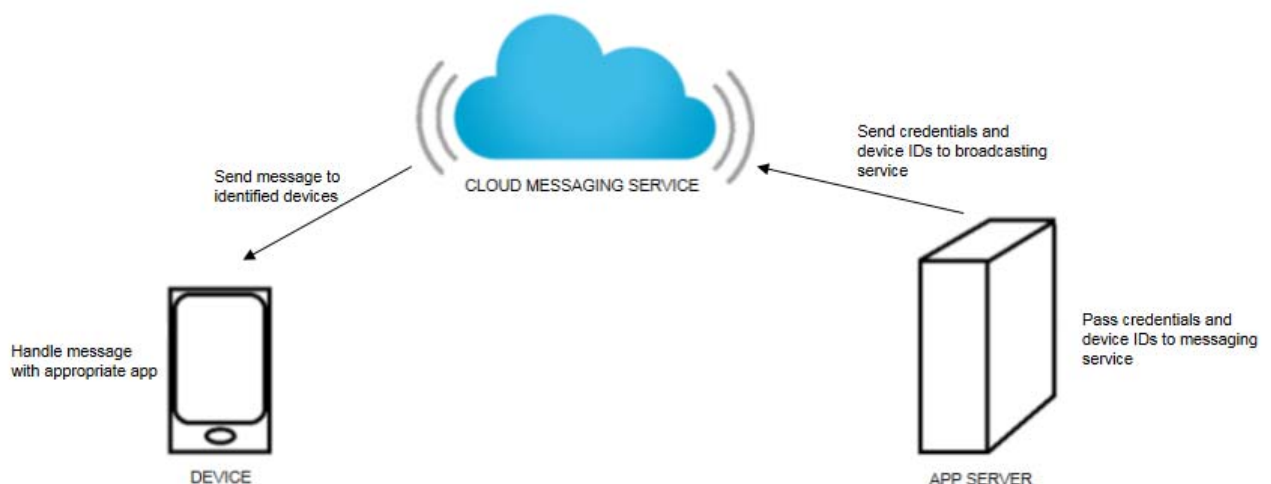 CLOUD MESSAGING SERVICE
Send credentials and
device IDs to broadcasting
service
Send message to
identified devices
Handle message
with appropriate app
DEVICE
Pass credentials and
device IDs to messaging
service
APP SERVER